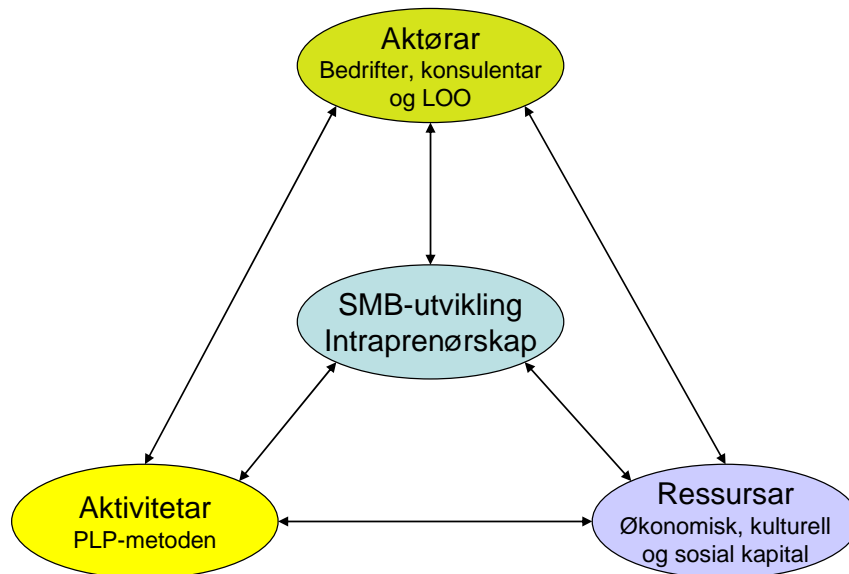 Aktørar
Bedrifter, konsulentar
og LOO
SMB-utvikling
Intraprenørskap
Aktivitetar
PLP-metoden
Ressursar
Økonomisk, kulturell
og sosial kapital